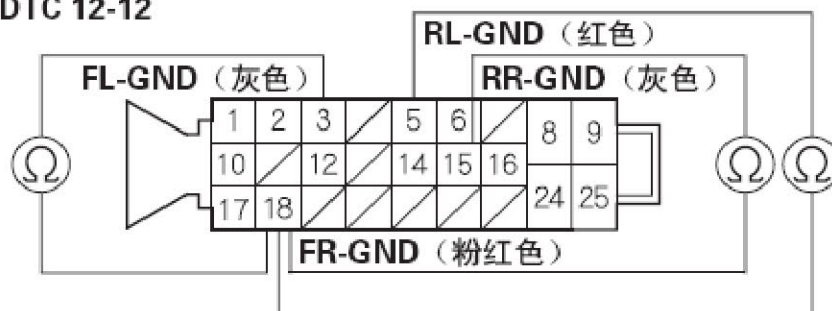 DTC 12-12
RL-GND（红色）
FL-GND（灰色）
RR-GND（灰色）
1 2 3 5 6 8 9
10 12 14 15 16
17 18 24 25
FR-GND（粉红色）
Ω Ω Ω